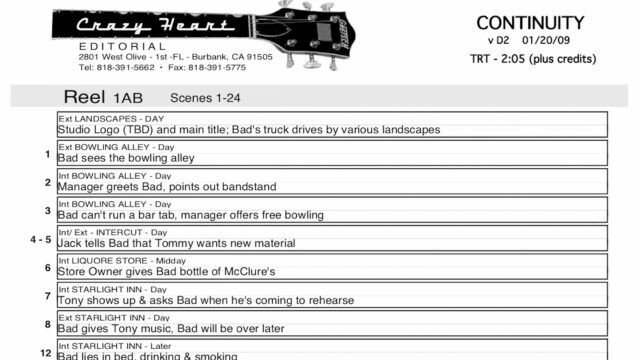 Crazy Heart
CONTINUITY
EDITORIAL
v D2 01/20/09
2801 West Olive - 1st -FL - Burbank, CA 91505
TRT - 2:05 (plus credits)
Tel: 818-391-5662 • Fax: 818-391-5775
Reel 1AB Scenes 1-24
Ext LANDSCAPES - DAY
Studio Logo (TBD) and main title; Bad's truck drives by various landscapes
Ext BOWLING ALLEY - Day
1 Bad sees the bowling alley
Int BOWLING ALLEY - Day
2 Manager greets Bad, points out bandstand
Int BOWLING ALLEY - Day
3 Bad can't run a bar tab, manager offers free bowling
Int/ Ext - INTERCUT - Day
4 - 5 Jack tells Bad that Tommy wants new material
Int LIQUORE STORE - Midday
6 Store Owner gives Bad bottle of McClure's
Int STARLIGHT INN - Day
7 Tony shows up & asks Bad when he's coming to rehearse
Ext STARLIGHT INN - Day
8 Bad gives Tony music, Bad will be over later
Int STARLIGHT INN - Later
12 Bad lies in bed, drinking & smoking